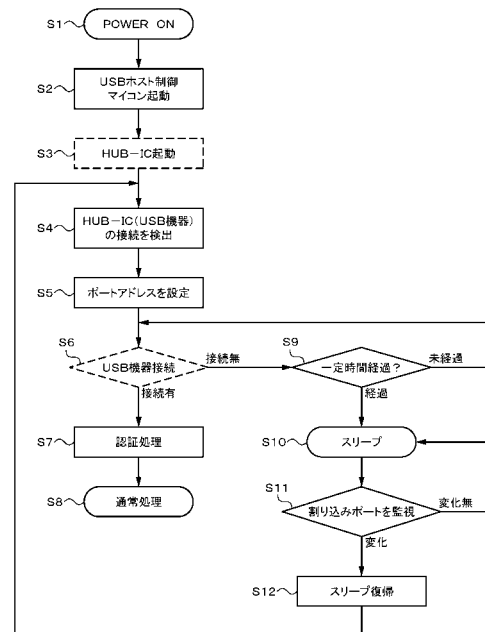 S1
POWER ON
S2
USBホスト制御
マイコン起動
S3
HUB-IC起動
S4
HUB-IC(USB機器)
の接続を検出
S5
ポートアドレスを設定
S6
USB機器接続
接続無
接続有
S9
一定時間経過?
未経過
経過
S7
認証処理
S10
スリープ
S8
通常処理
S11
割り込みポートを監視
変化無
変化
S12
スリープ復帰